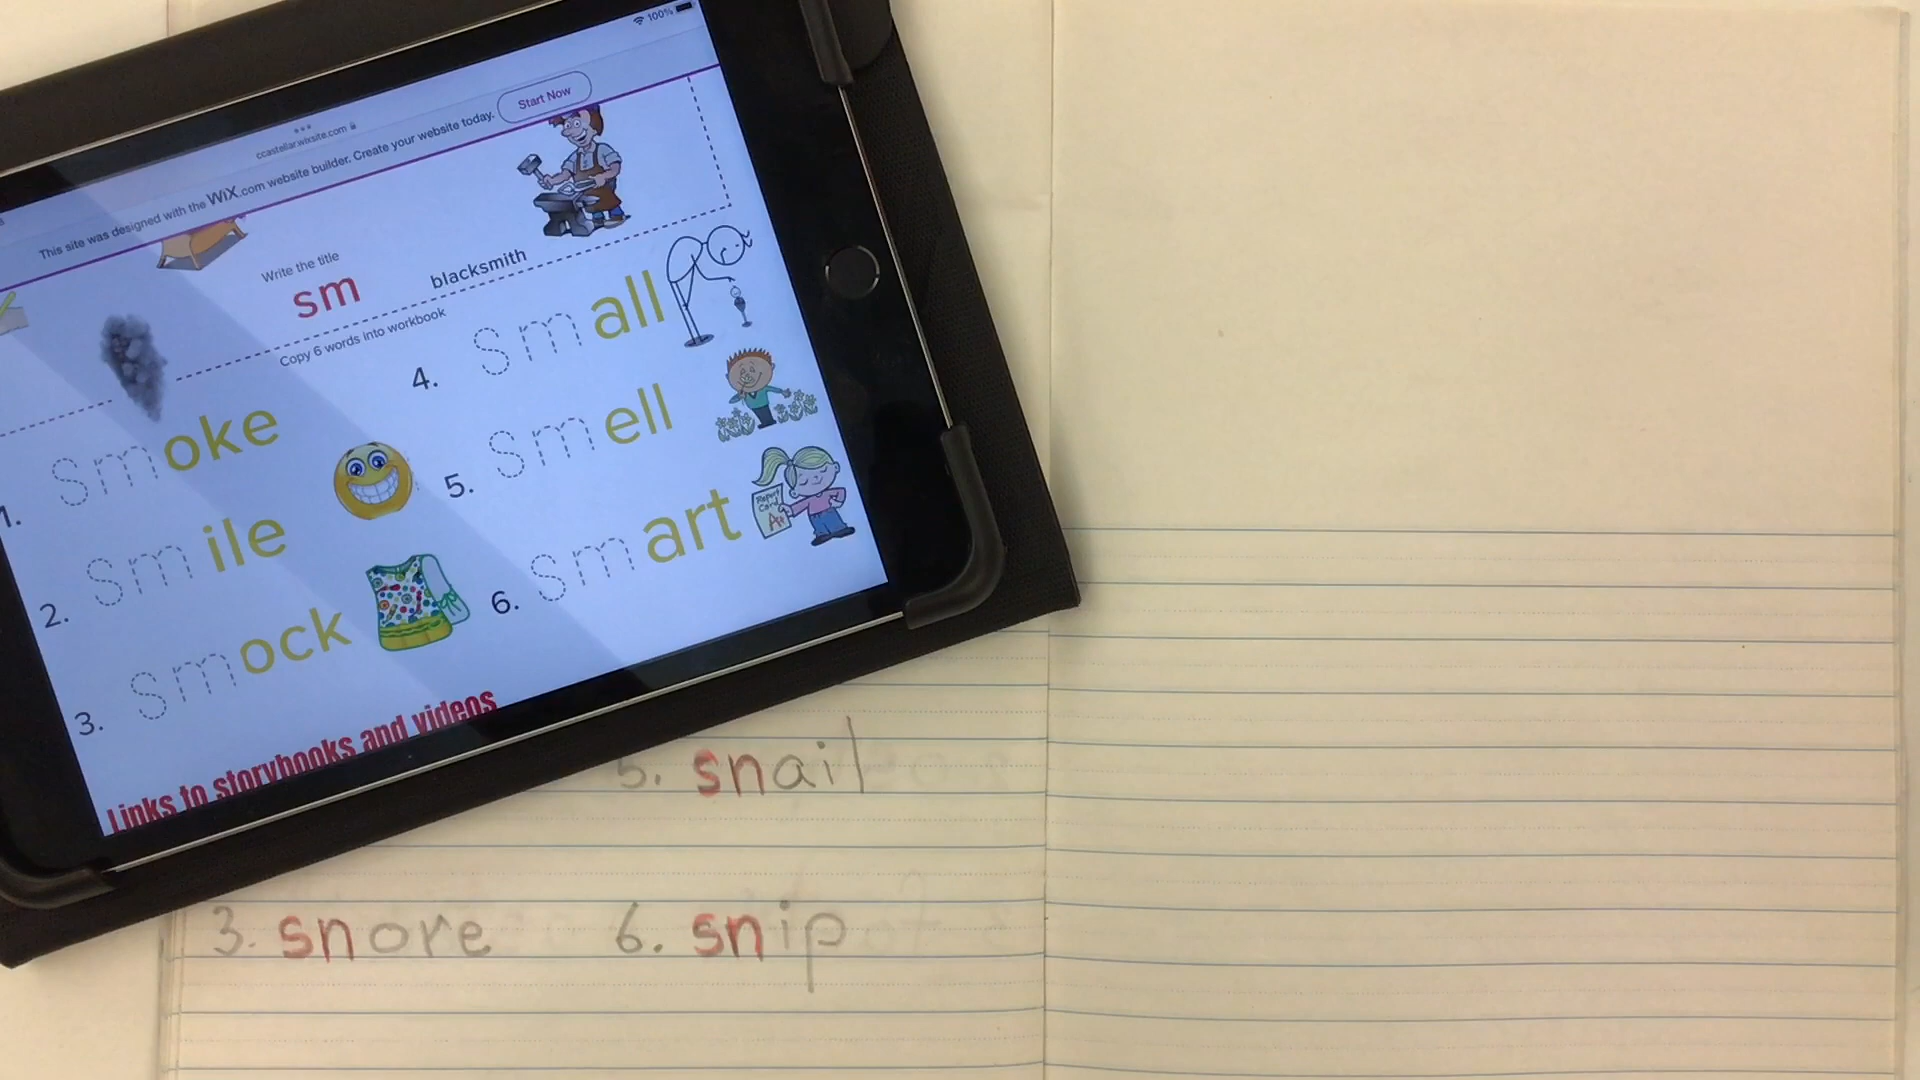 100%
ccastellar.wixsite.com
This site was designed with the WiX.com website builder. Create your website today. Start Now
Write the title
sm
blacksmith
Copy 6 words into workbook
1. smoke
2. smile
3. smock
4. small
5. smell
6. smart
Report Card A+
Links to storybooks and videos
5. snail
3. snore 6. snip